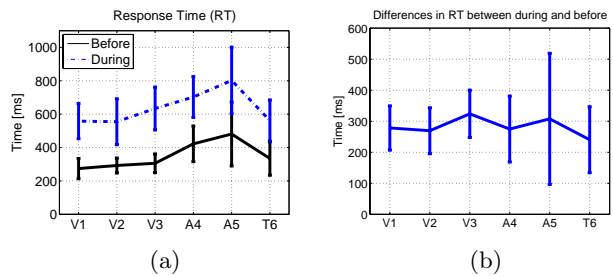 Response Time (RT)
Time [ms]
1000
800
600
400
200
0
Before
During
V1 V2 V3 A4 A5 T6
(a)
Differences in RT between during and before
Time [ms]
600
500
400
300
200
100
0
V1 V2 V3 A4 A5 T6
(b)